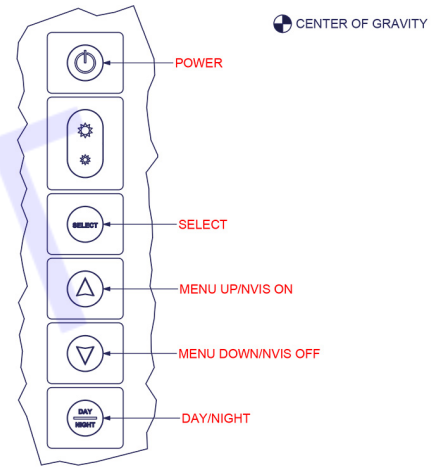 CENTER OF GRAVITY
POWER
SELECT
SELECT
MENU UP/NVIS ON
MENU DOWN/NVIS OFF
DAY
NIGHT
DAY/NIGHT